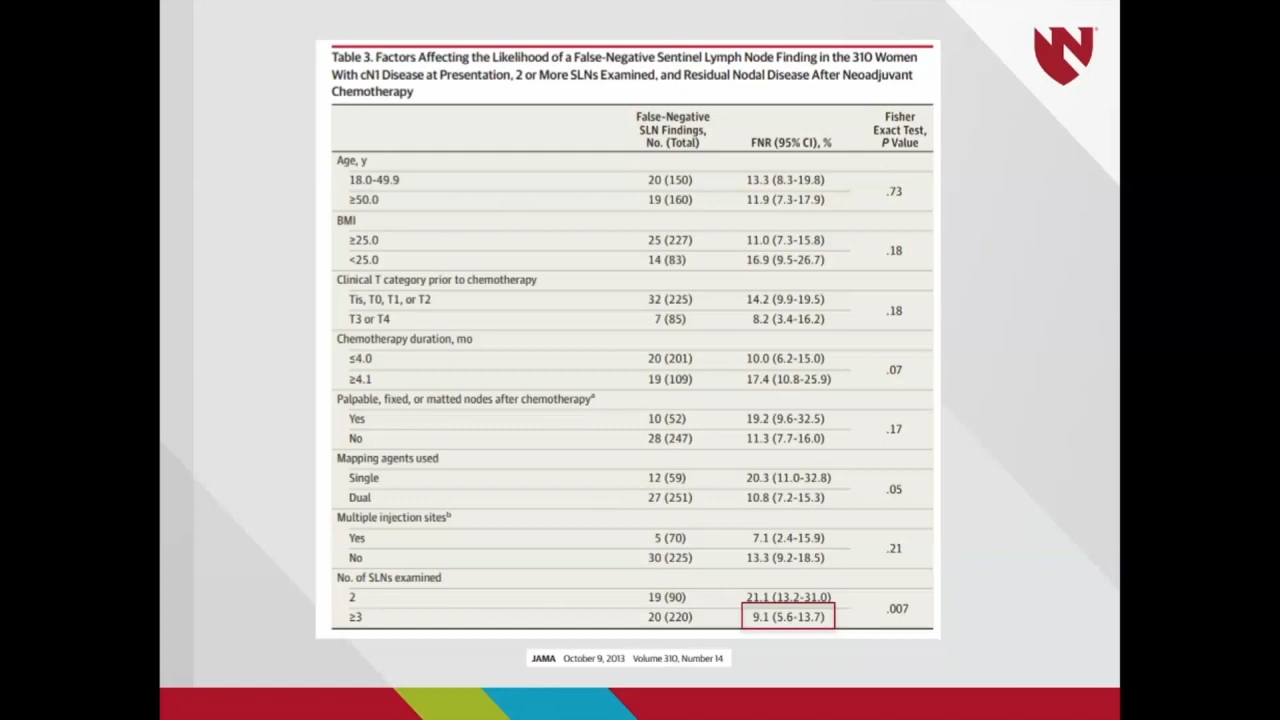 Table 3. Factors Affecting the Likelihood of a False-Negative Sentinel Lymph Node Finding in the 310 Women
With cN1 Disease at Presentation, 2 or More SLNs Examined, and Residual Nodal Disease After Neoadjuvant
Chemotherapy
False-Negative
SLN Findings,
No. (Total)
FNR (95% CI), %
Fisher
Exact Test,
P Value
Age, y
18.0-49.9 20 (150) 13.3 (8.3-19.8)
.73
≥50.0 19 (160) 11.9 (7.3-17.9)
BMI
≥25.0 25 (227) 11.0 (7.3-15.8)
.18
<25.0 14 (83) 16.9 (9.5-26.7)
Clinical T category prior to chemotherapy
Tis, T0, T1, or T2 32 (225) 14.2 (9.9-19.5)
.18
T3 or T4 7 (85) 8.2 (3.4-16.2)
Chemotherapy duration, mo
≤4.0 20 (201) 10.0 (6.2-15.0)
.07
≥4.1 19 (109) 17.4 (10.8-25.9)
Palpable, fixed, or matted nodes after chemotherapyᵃ
Yes 10 (52) 19.2 (9.6-32.5)
.17
No 28 (247) 11.3 (7.7-16.0)
Mapping agents used
Single 12 (59) 20.3 (11.0-32.8)
.05
Dual 27 (251) 10.8 (7.2-15.3)
Multiple injection sitesᵇ
Yes 5 (70) 7.1 (2.4-15.9)
.21
No 30 (225) 13.3 (9.2-18.5)
No. of SLNs examined
2 19 (90) 21.1 (13.2-31.0)
.007
≥3 20 (220) 9.1 (5.6-13.7)
JAMA October 9, 2013 Volume 310, Number 14